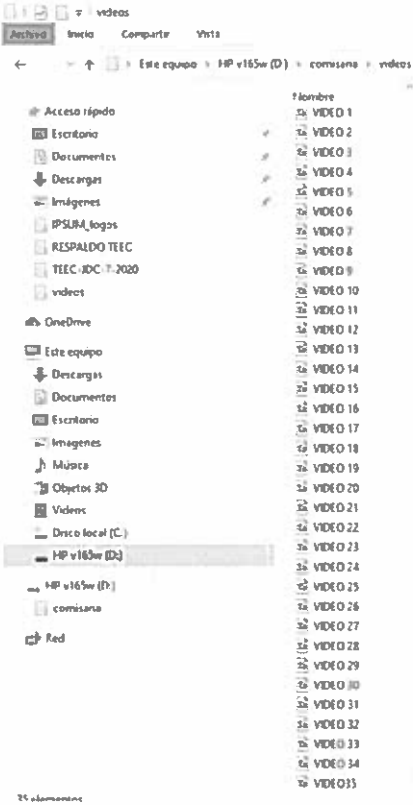 videos
Archivo Inicio Compartir Vista
Este equipo > HP v165w (D:) > comisaria > videos
Nombre
Acceso rápido
Escritorio
Documentos
Descargas
Imágenes
IPSUM_logos
RESPALDO TEEC
TEEC-JDC-7-2020
videos
OneDrive
Este equipo
Descargas
Documentos
Escritorio
Imágenes
Música
Objetos 3D
Videos
Disco local (C:)
HP v165w (D:)
HP v165w (D:)
comisaria
Red
VIDEO 1
VIDEO 2
VIDEO 3
VIDEO 4
VIDEO 5
VIDEO 6
VIDEO 7
VIDEO 8
VIDEO 9
VIDEO 10
VIDEO 11
VIDEO 12
VIDEO 13
VIDEO 14
VIDEO 15
VIDEO 16
VIDEO 17
VIDEO 18
VIDEO 19
VIDEO 20
VIDEO 21
VIDEO 22
VIDEO 23
VIDEO 24
VIDEO 25
VIDEO 26
VIDEO 27
VIDEO 28
VIDEO 29
VIDEO 30
VIDEO 31
VIDEO 32
VIDEO 33
VIDEO 34
VIDEO35
35 elementos